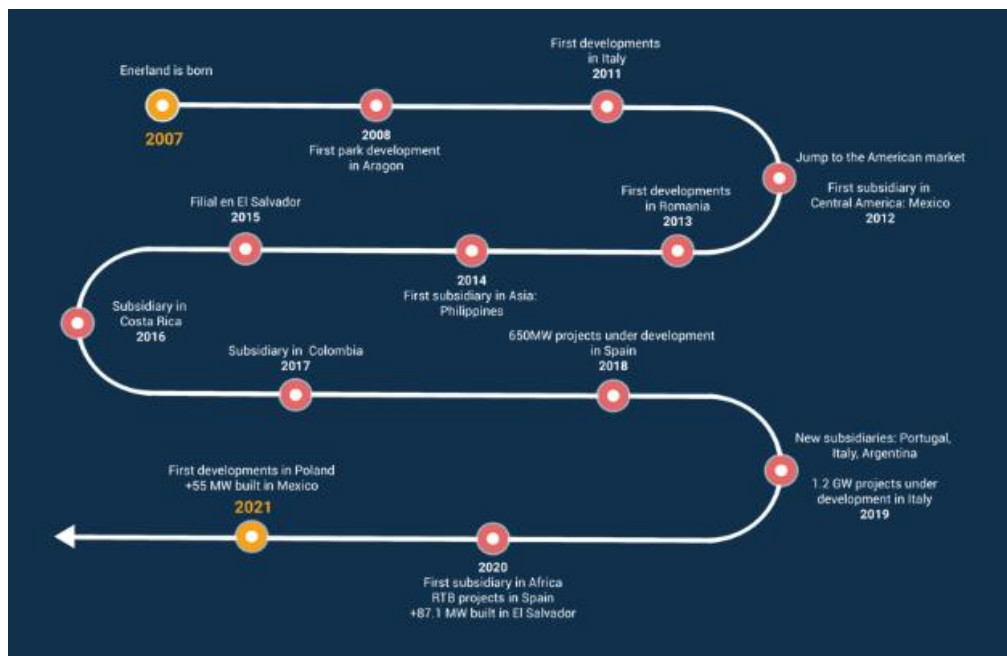 Enerland is born
2007
2008
First park development
in Aragon
First developments
in Italy
2011
Jump to the American market
First subsidiary in
Central America: Mexico
2012
First developments
in Romania
2013
2014
First subsidiary in Asia:
Philippines
Filial en El Salvador
2015
Subsidiary in
Costa Rica
2016
Subsidiary in Colombia
2017
650MW projects under development
in Spain
2018
New subsidiaries: Portugal,
Italy, Argentina
1.2 GW projects under
development in Italy
2019
2020
First subsidiary in Africa
RTB projects in Spain
+87.1 MW built in El Salvador
First developments in Poland
+55 MW built in Mexico
2021